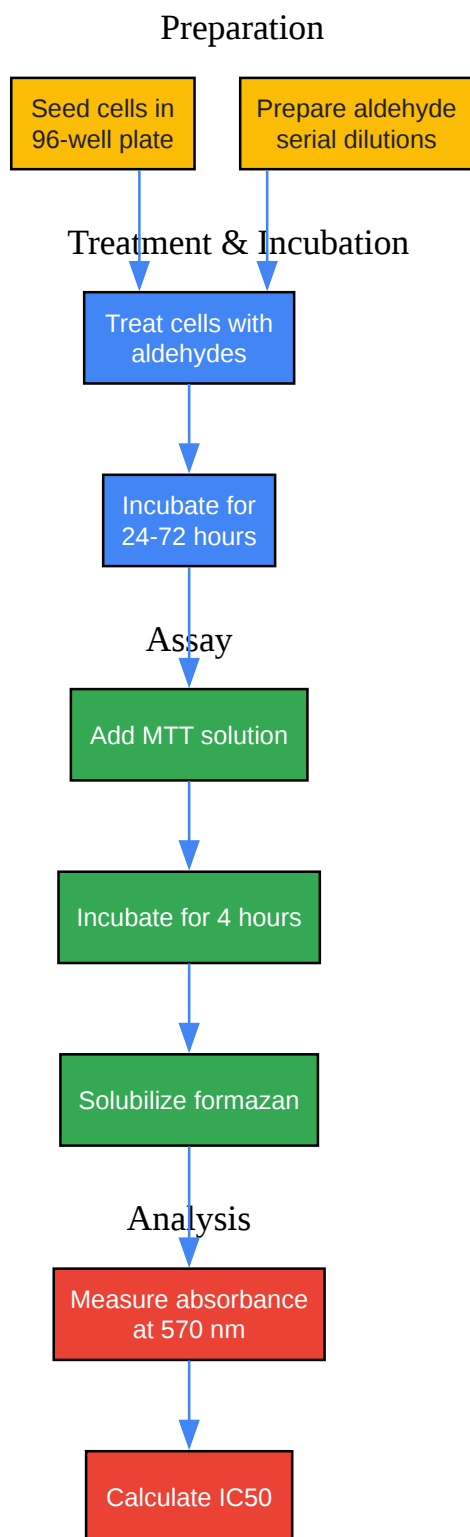 Preparation
Seed cells in
96-well plate
Prepare aldehyde
serial dilutions
Treatment & Incubation
Treat cells with
aldehydes
Incubate for
24-72 hours
Assay
Add MTT solution
Incubate for 4 hours
Solubilize formazan
Analysis
Measure absorbance
at 570 nm
Calculate IC50